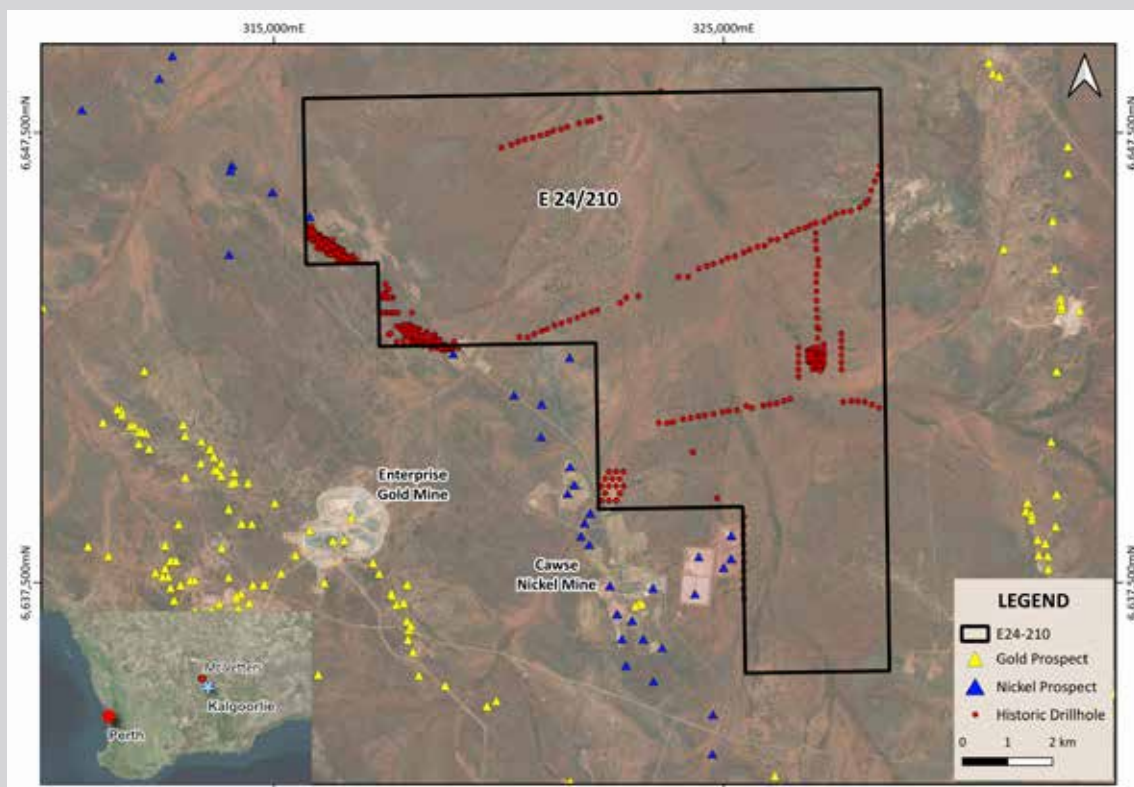 315,000mE
325,000mE
6,647,500mN
6,647,500mN
E 24/210
Enterprise
Gold Mine
Cawse
Nickel Mine
6,637,500mN
6,637,500mN
LEGEND
E24-210
Gold Prospect
Nickel Prospect
Historic Drillhole
0 1 2 km
Kalgoorlie
Perth